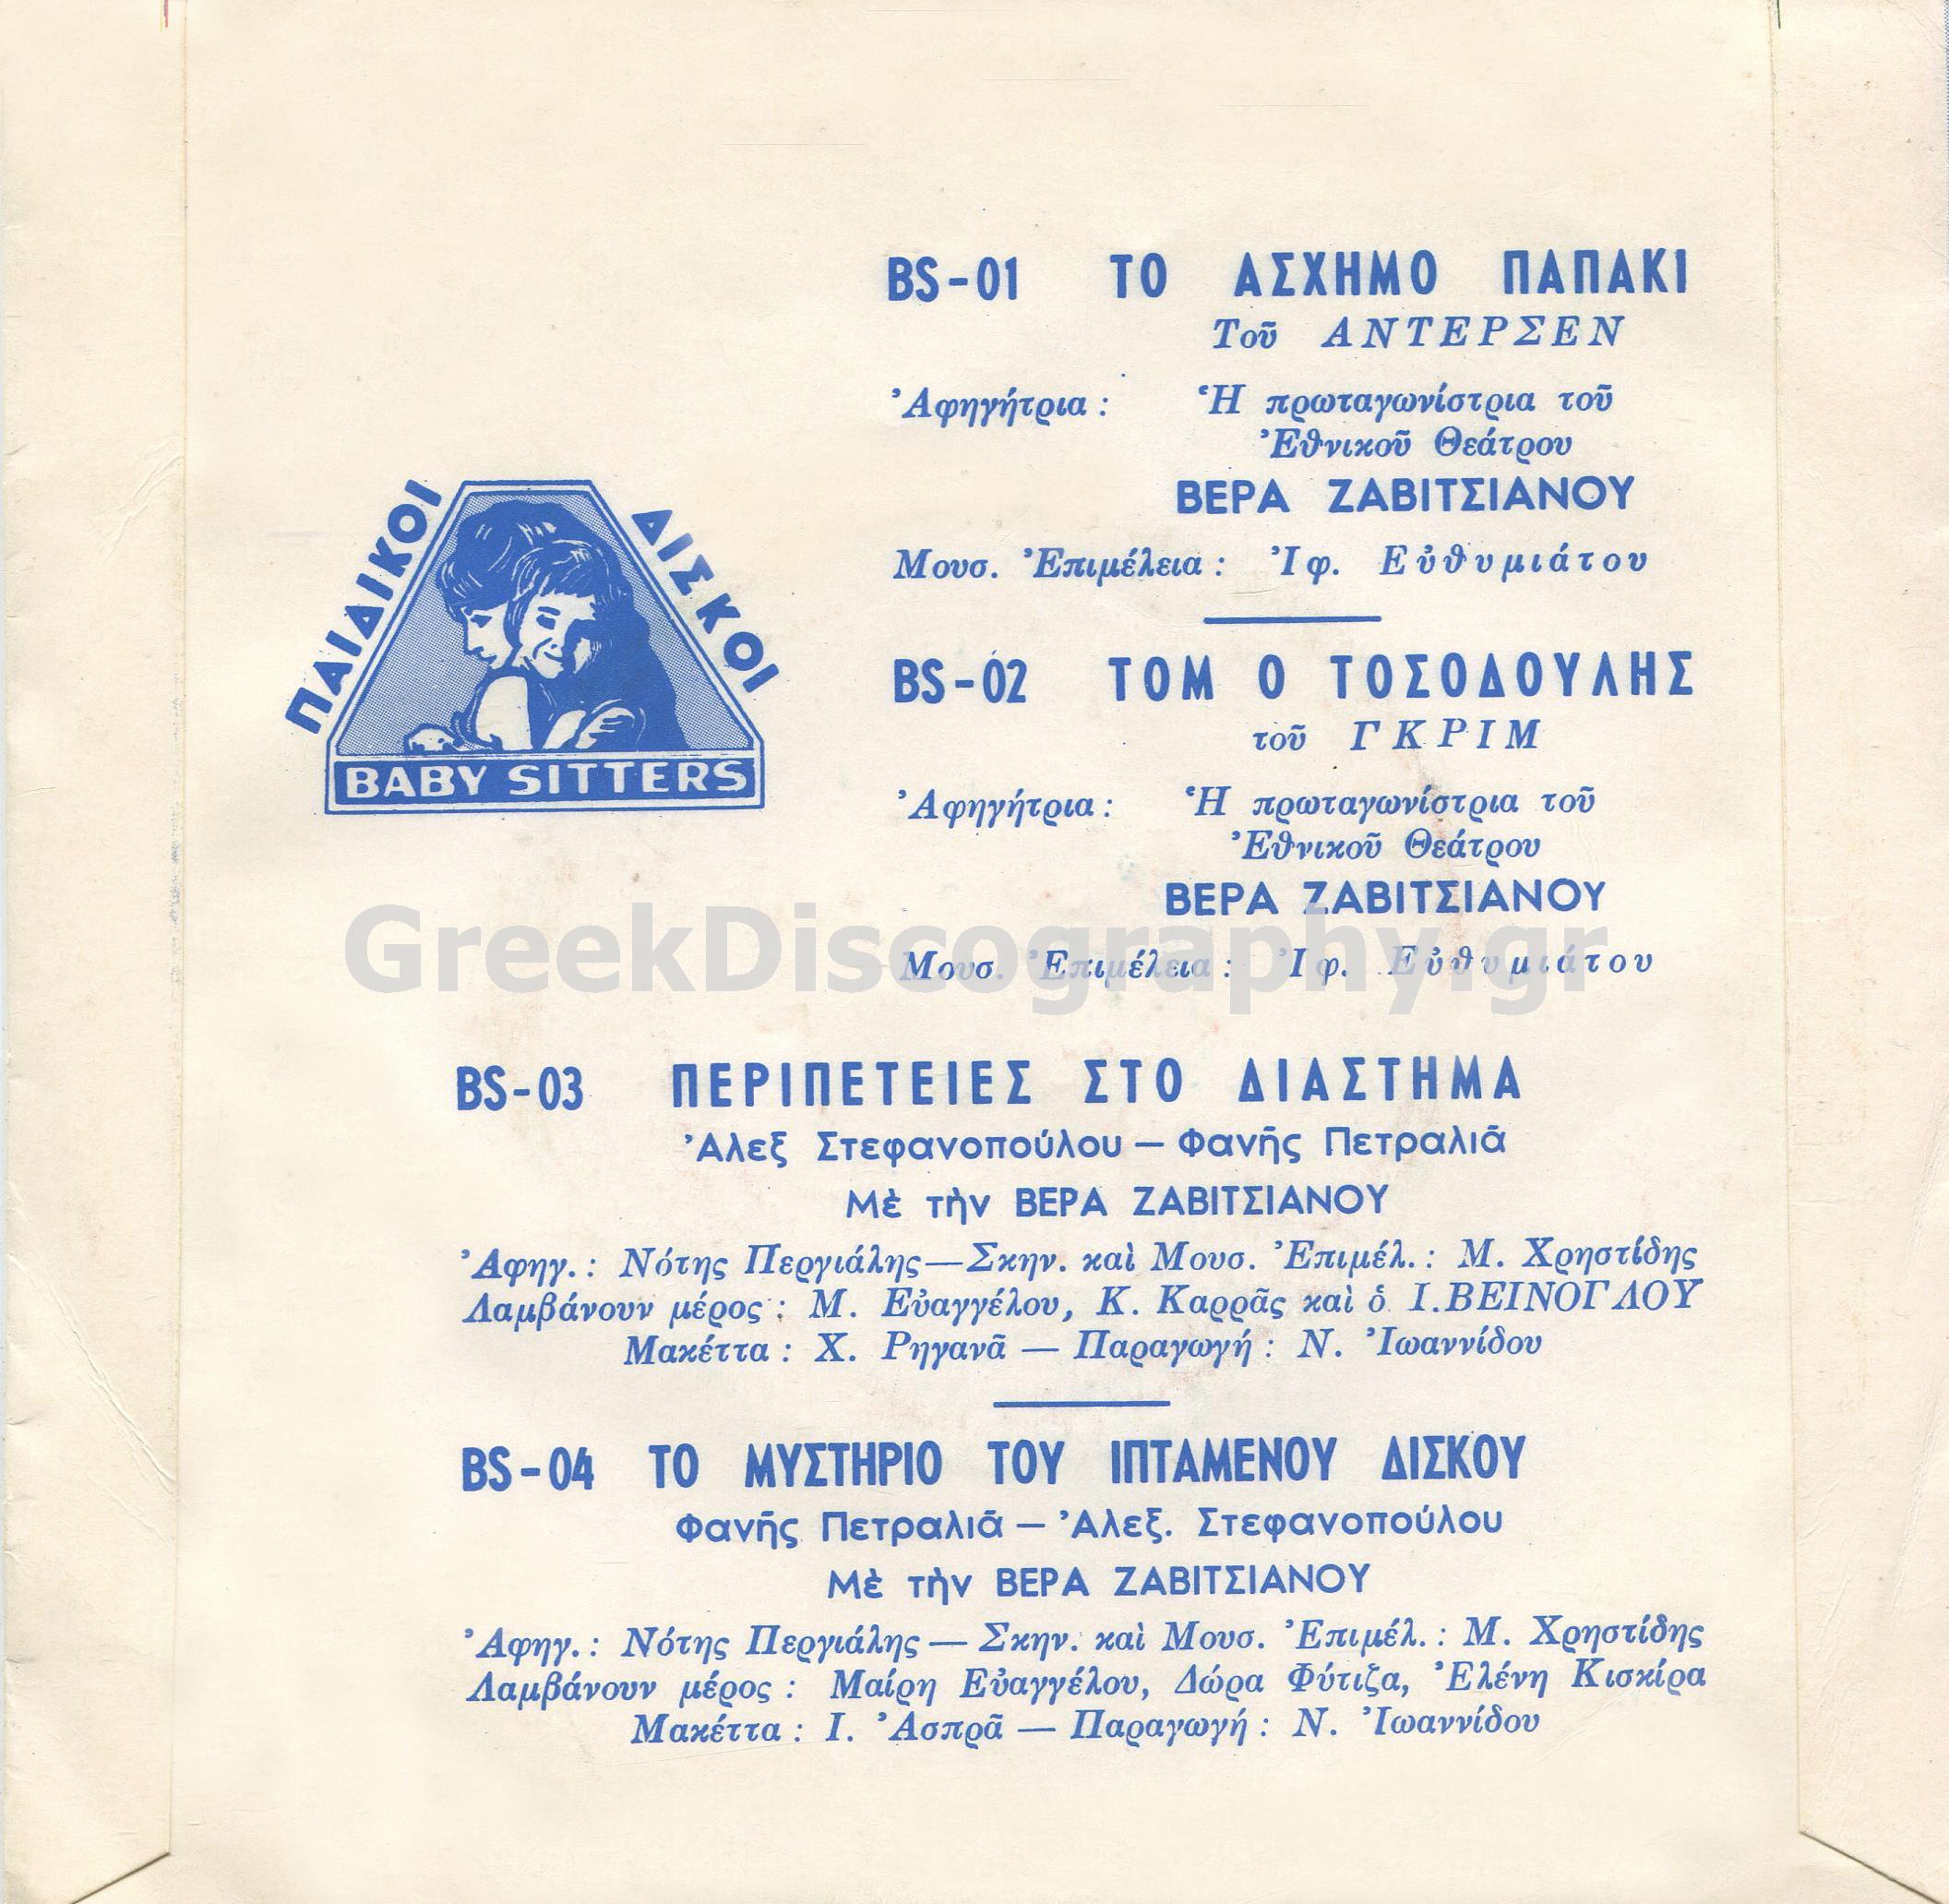 BS-01 ΤΟ ΑΣΧΗΜΟ ΠΑΠΑΚΙ
Τοῦ ΑΝΤΕΡΣΕΝ
Ἀφηγήτρια : Ἡ πρωταγωνίστρια τοῦ
Ἐθνικοῦ Θεάτρου
ΒΕΡΑ ΖΑΒΙΤΣΙΑΝΟΥ
Μουσ. Ἐπιμέλεια : Ἰφ. Εὐθυμιάτου
ΠΑΙΔΙΚΟΙ ΔΙΣΚΟΙ
BABY SITTERS
BS-02 ΤΟΜ Ο ΤΟΣΟΔΟΥΛΗΣ
τοῦ ΓΚΡΙΜ
Ἀφηγήτρια : Ἡ πρωταγωνίστρια τοῦ
Ἐθνικοῦ Θεάτρου
ΒΕΡΑ ΖΑΒΙΤΣΙΑΝΟΥ
GreekDiscography.gr
Μουσ. Ἐπιμέλεια : Ἰφ. Εὐθυμιάτου
BS-03 ΠΕΡΙΠΕΤΕΙΕΣ ΣΤΟ ΔΙΑΣΤΗΜΑ
Ἀλεξ Στεφανοπούλου — Φανῆς Πετραλιᾶ
Μὲ τὴν ΒΕΡΑ ΖΑΒΙΤΣΙΑΝΟΥ
Ἀφηγ. : Νότης Περγιάλης — Σκην. καὶ Μουσ. Ἐπιμέλ. : Μ. Χρηστίδης
Λαμβάνουν μέρος : Μ. Εὐαγγέλου, Κ. Καρρᾶς καὶ ὁ Ι.ΒΕΙΝΟΓΛΟΥ
Μακέττα : Χ. Ρηγανᾶ — Παραγωγή : Ν. Ἰωαννίδου
BS-04 ΤΟ ΜΥΣΤΗΡΙΟ ΤΟΥ ΙΠΤΑΜΕΝΟΥ ΔΙΣΚΟΥ
Φανῆς Πετραλιᾶ — Ἀλεξ. Στεφανοπούλου
Μὲ τὴν ΒΕΡΑ ΖΑΒΙΤΣΙΑΝΟΥ
Ἀφηγ. : Νότης Περγιάλης — Σκην. καὶ Μουσ. Ἐπιμέλ. : Μ. Χρηστίδης
Λαμβάνουν μέρος : Μαίρη Εὐαγγέλου, Δώρα Φύτιζα, Ἑλένη Κισκίρα
Μακέττα : Ι. Ἀσπρᾶ — Παραγωγή : Ν. Ἰωαννίδου